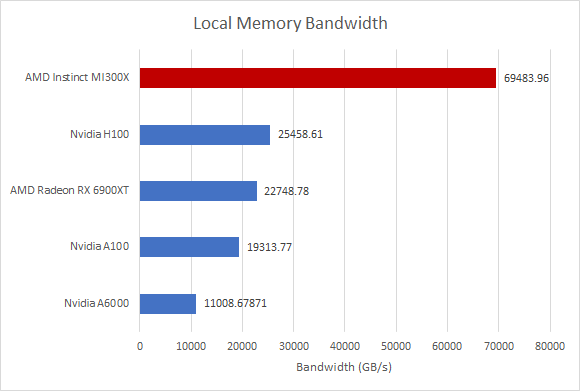 Local Memory Bandwidth
AMD Instinct MI300X
69483.96
Nvidia H100
25458.61
AMD Radeon RX 6900XT
22748.78
Nvidia A100
19313.77
Nvidia A6000
11008.67871
0 10000 20000 30000 40000 50000 60000 70000 80000
Bandwidth (GB/s)